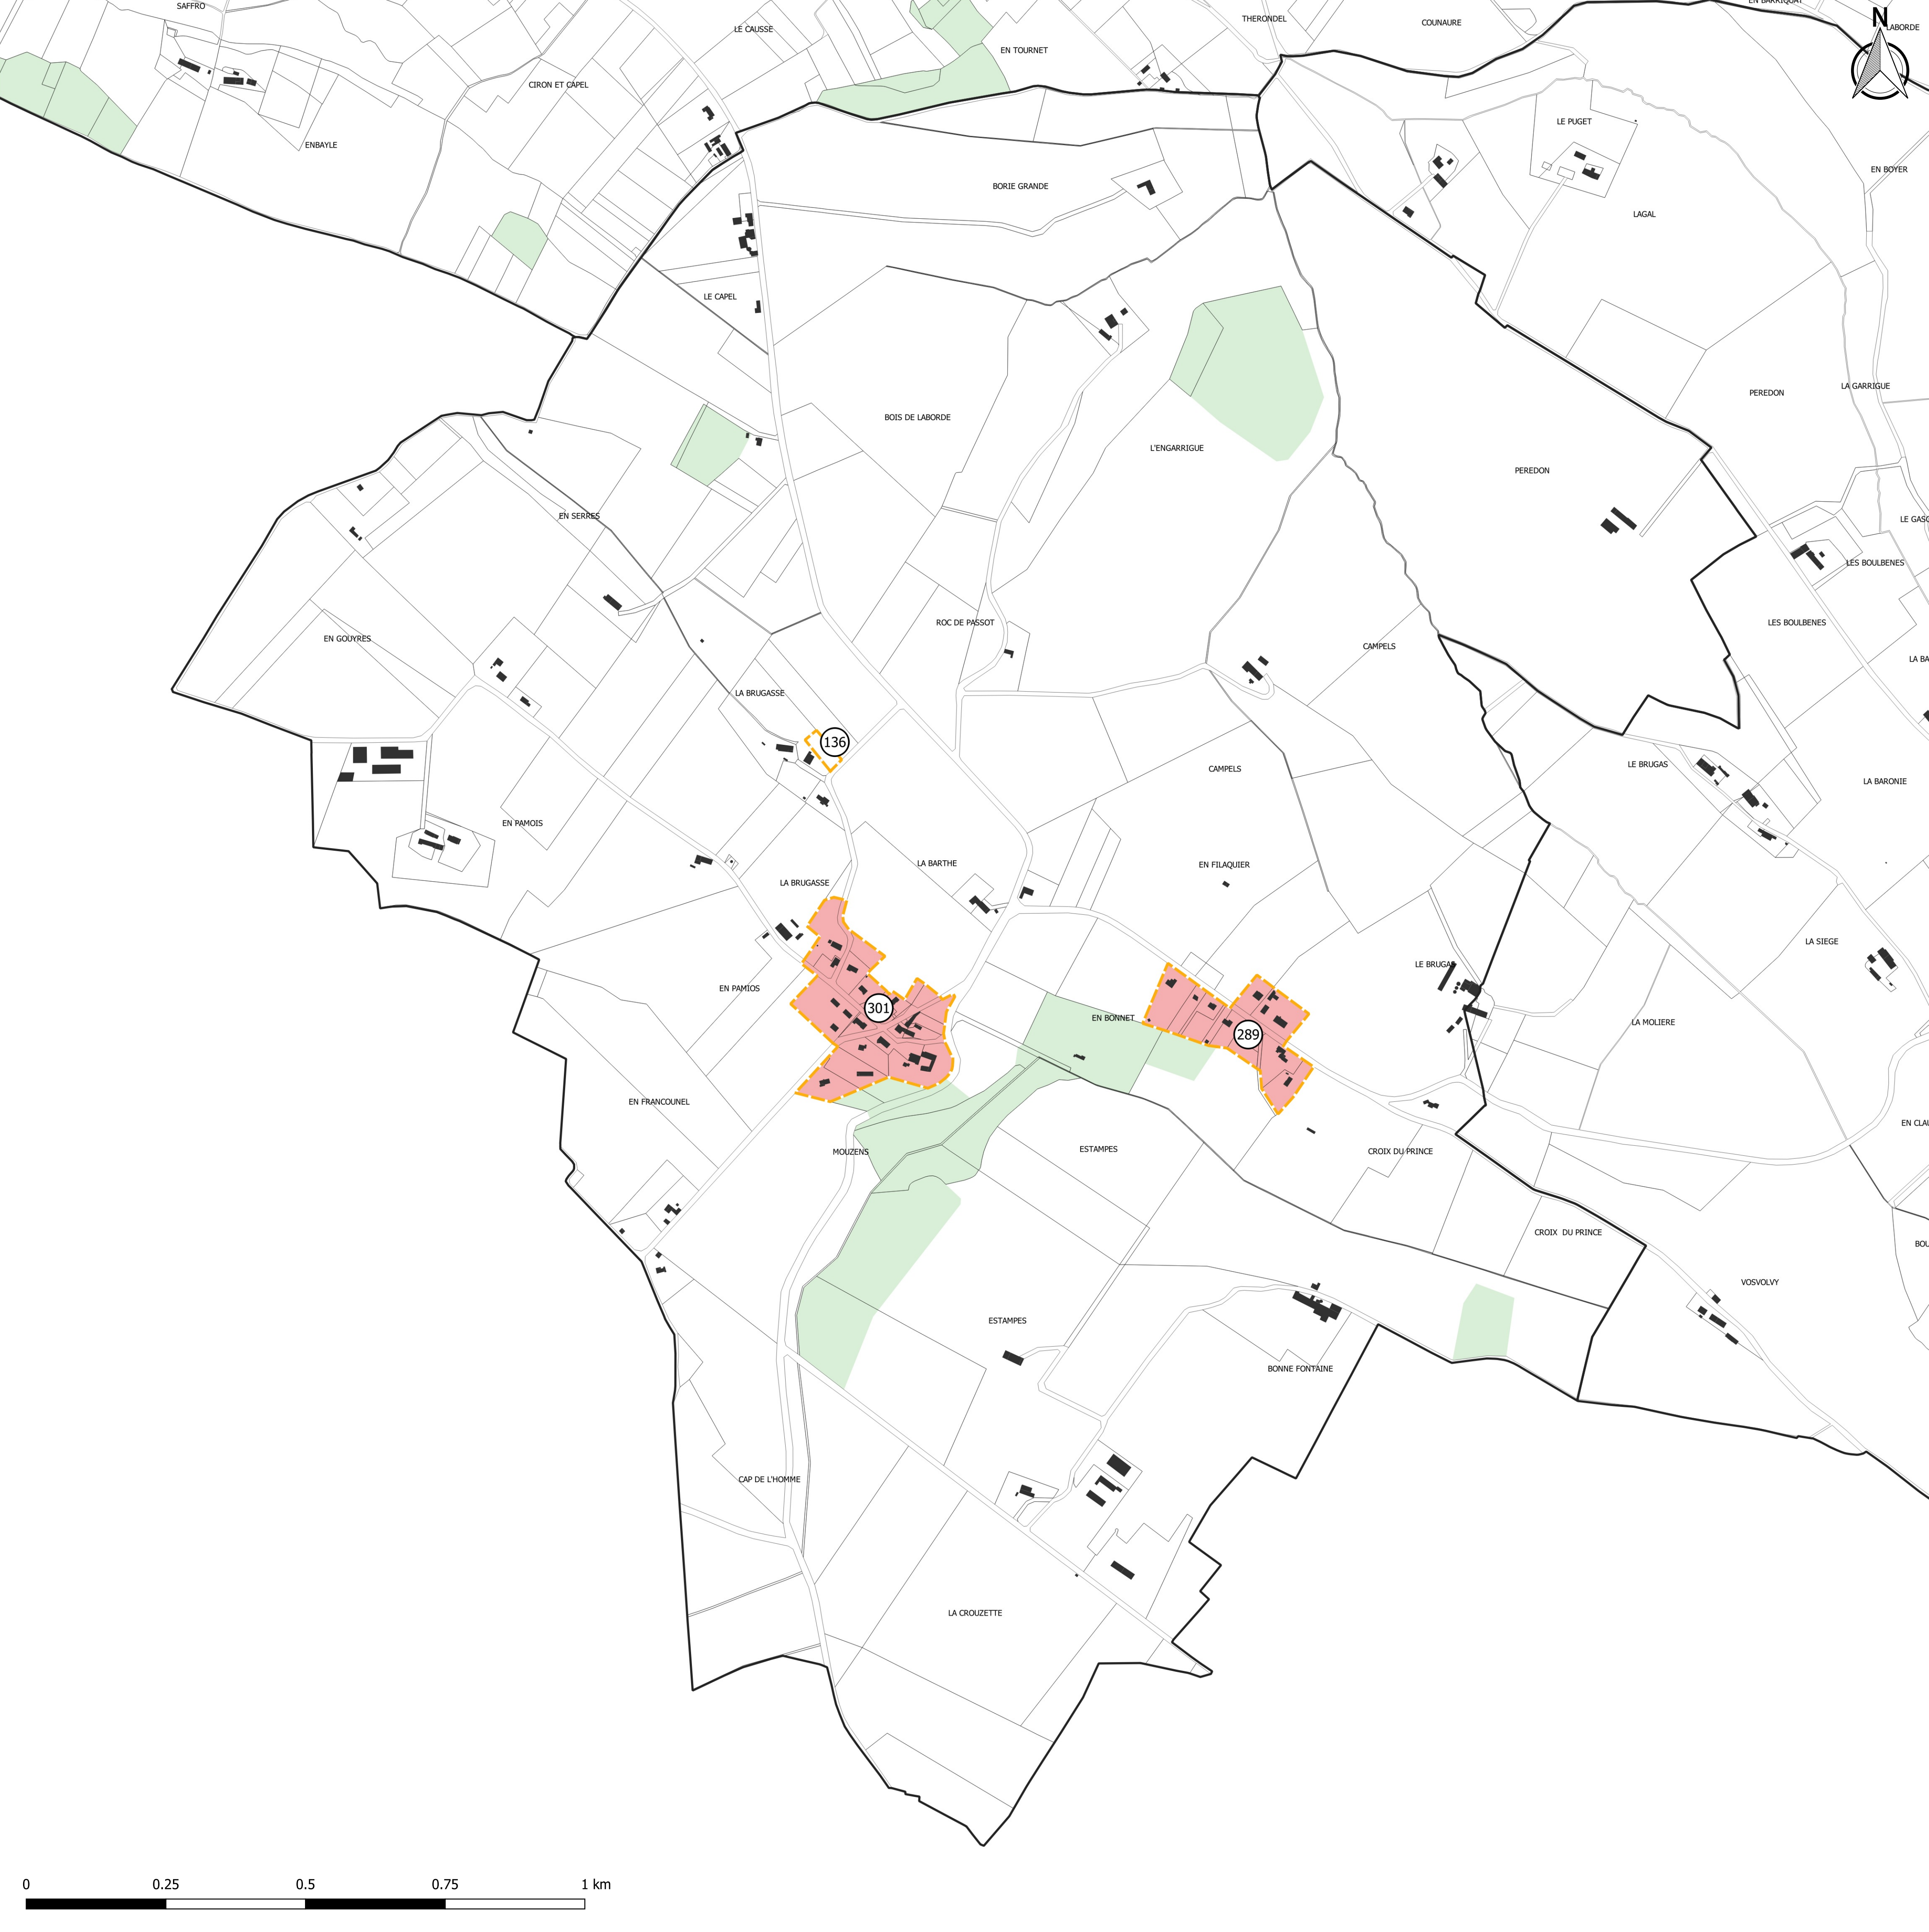 SAFFRO
LE CAUSSE
EN TOURNET
THERONDEL
COUNAURE
EN BARRIQUAT
N
LABORDE
CIRON ET CAPEL
ENBAYLE
LE PUGET
EN BOYER
BORIE GRANDE
LAGAL
LE CAPEL
LA GARRIGUE
PEREDON
BOIS DE LABORDE
L'ENGARRIGUE
PEREDON
EN SERRES
LES BOULBENES
EN GOUYRES
ROC DE PASSOT
LES BOULBENES
CAMPELS
LA BRUGASSE
136
CAMPELS
LE BRUGAS
LA BARONIE
EN PAMOIS
LA BARTHE
EN FILAQUIER
LA BRUGASSE
LA SIEGE
LE BRUGAS
EN PAMIOS
301
EN BONNET
289
LA MOLIERE
EN FRANCOUNEL
MOUZENS
ESTAMPES
CROIX DU PRINCE
CROIX  DU PRINCE
VOSVOLVY
ESTAMPES
BONNE FONTAINE
CAP DE L'HOMME
LA CROUZETTE
0 0.25 0.5 0.75 1 km